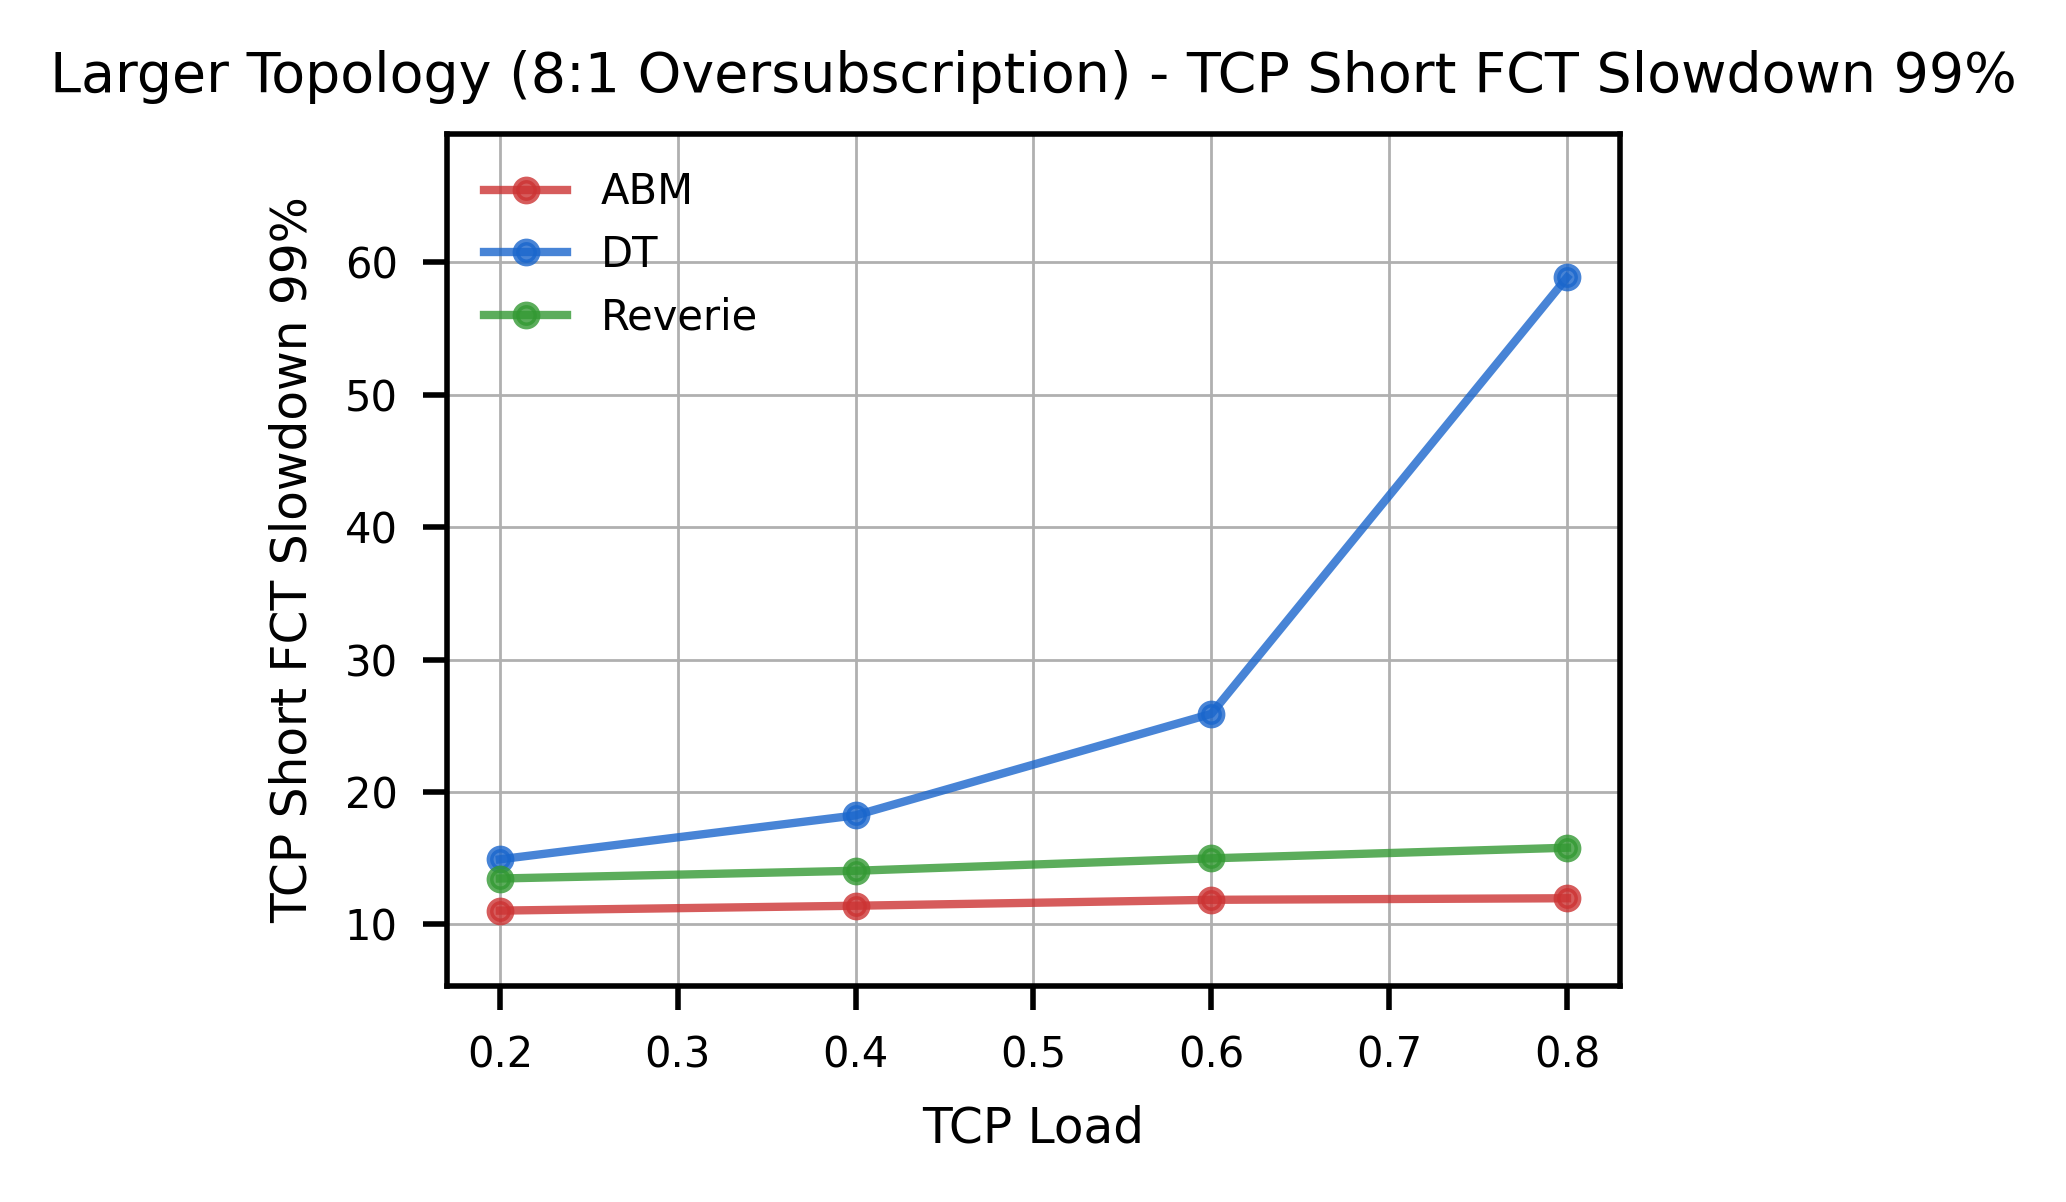 Larger Topology (8:1 Oversubscription) - TCP Short FCT Slowdown 99%
TCP Short FCT Slowdown 99%
60
50
40
30
20
10
ABM
DT
Reverie
0.2 0.3 0.4 0.5 0.6 0.7 0.8
TCP Load